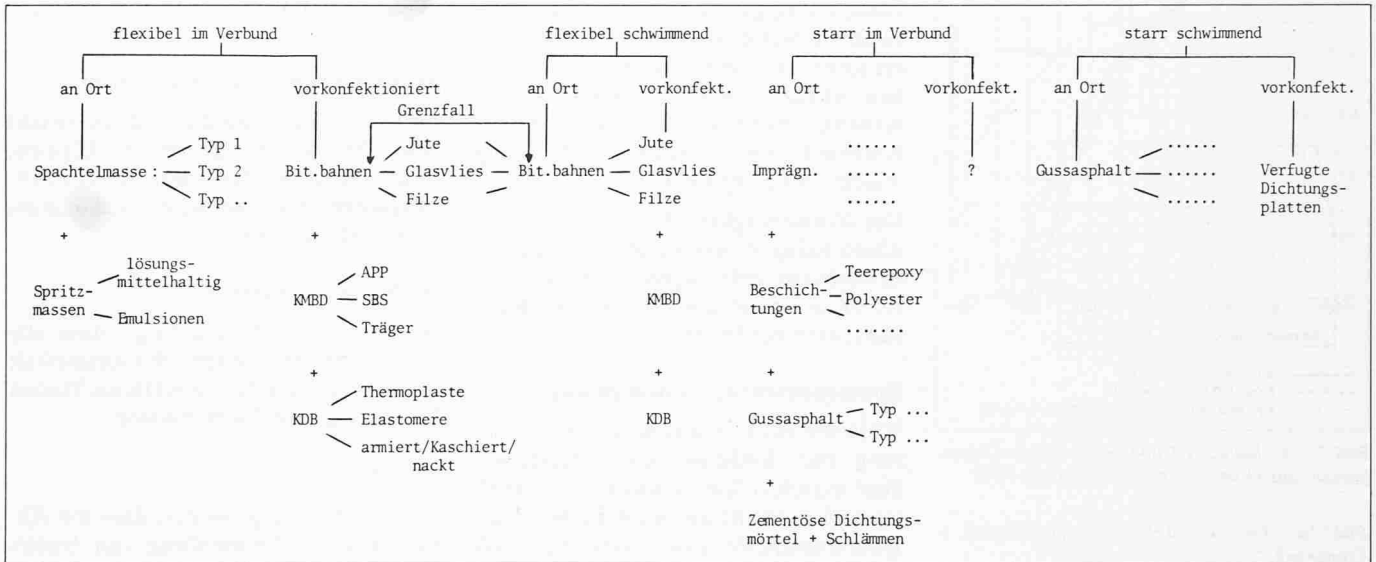 flexibel im Verbund
flexibel schwimmend
starr im Verbund
starr schwimmend
an Ort
vorkonfektioniert
an Ort
vorkonfekt.
an Ort
vorkonfekt.
an Ort
vorkonfekt.
Grenzfall
Spachtelmasse :
Typ 1
Typ 2
Typ ..
Bit.bahnen
Jute
Glasvlies
Filze
Bit.bahnen
Jute
Glasvlies
Filze
Imprägn.
......
......
......
?
Gussasphalt
......
......
......
Verfugte
Dichtungs-
platten
+
+
+
+
Spritz-
massen
lösungs-
mittelhaltig
Emulsionen
KMBD
APP
SBS
Träger
KMBD
Beschich-
tungen
Teerepoxy
Polyester
.......
+
+
+
KDB
Thermoplaste
Elastomere
armiert/Kaschiert/
nackt
KDB
Gussasphalt
Typ ...
Typ ...
+
Zementöse Dichtungs-
mörtel + Schlämmen